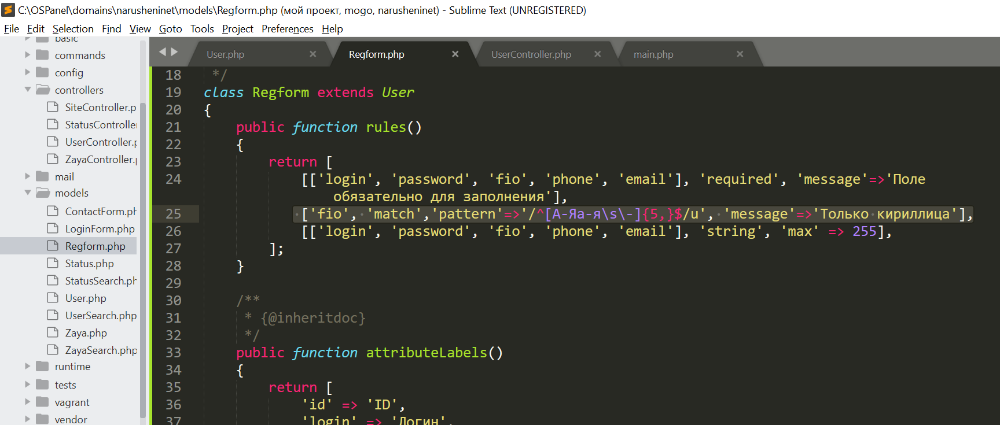 C:\OSPanel\domains\narusheninet\models\Regform.php (мой проект, mogo, narusheninet) - Sublime Text (UNREGISTERED)
File Edit Selection Find View Goto Tools Project Preferences Help
basic
commands
config
controllers
SiteController.p
StatusControlle
UserController.p
ZayaController.p
mail
models
ContactForm.ph
LoginForm.php
Regform.php
Status.php
StatusSearch.ph
User.php
UserSearch.php
Zaya.php
ZayaSearch.php
runtime
tests
vagrant
vendor
User.php × Regform.php × UserController.php × main.php ×
18 */
19 class Regform extends User
20 {
21 public function rules()
22 {
23 return [
24 [['login', 'password', 'fio', 'phone', 'email'], 'required', 'message'=>'Поле
обязательно для заполнения'],
25 ['fio', 'match','pattern'=>'/^[А-Яа-я\s\-]{5,}$/u', 'message'=>'Только кириллица'],
26 [['login', 'password', 'fio', 'phone', 'email'], 'string', 'max' => 255],
27 ];
28 }
29
30 /**
31 * {@inheritdoc}
32 */
33 public function attributeLabels()
34 {
35 return [
36 'id' => 'ID',
37 'login' => 'Логин',